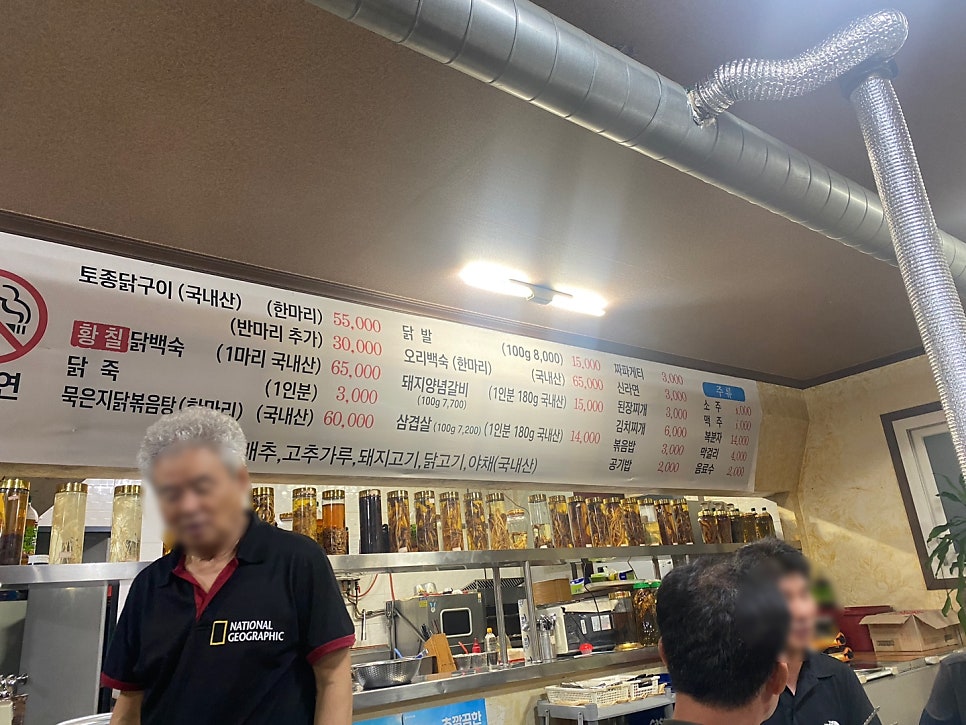 연
토종닭구이 (국내산) (한마리) 55,000
(반마리 추가) 30,000
황칠닭백숙 (1마리 국내산) 65,000
닭 죽 (1인분) 3,000
묵은지닭볶음탕 (한마리) (국내산) 60,000
닭 발 (100g 8,000) 15,000
오리백숙 (한마리) (국내산) 65,000
돼지양념갈비 (1인분 180g 국내산) 15,000
(100g 7,700)
삼겹살 (100g 7,200) (1인분 180g 국내산) 14,000
짜파게티 3,000
신라면 3,000
된장찌개 3,000
김치찌개 6,000
볶음밥 3,000
공기밥 2,000
주류
소 주 4,000
맥 주
복분자 14,000
막걸리 4,000
음료수 2,000
배추,고추가루,돼지고기,닭고기,야채(국내산)
NATIONAL
GEOGRAPHIC